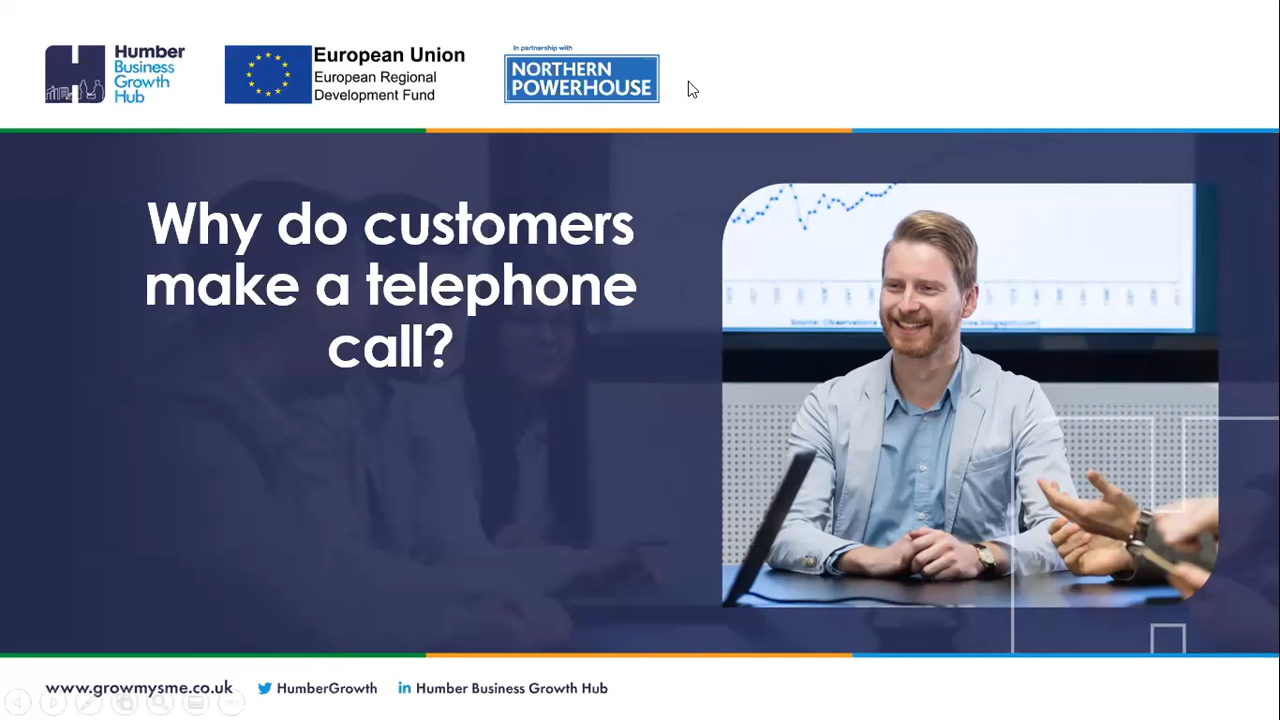 Humber
Business
Growth
Hub
European Union
European Regional
Development Fund
In partnership with
NORTHERN
POWERHOUSE
Why do customers
make a telephone
call?
www.growmysme.co.uk
HumberGrowth
in Humber Business Growth Hub